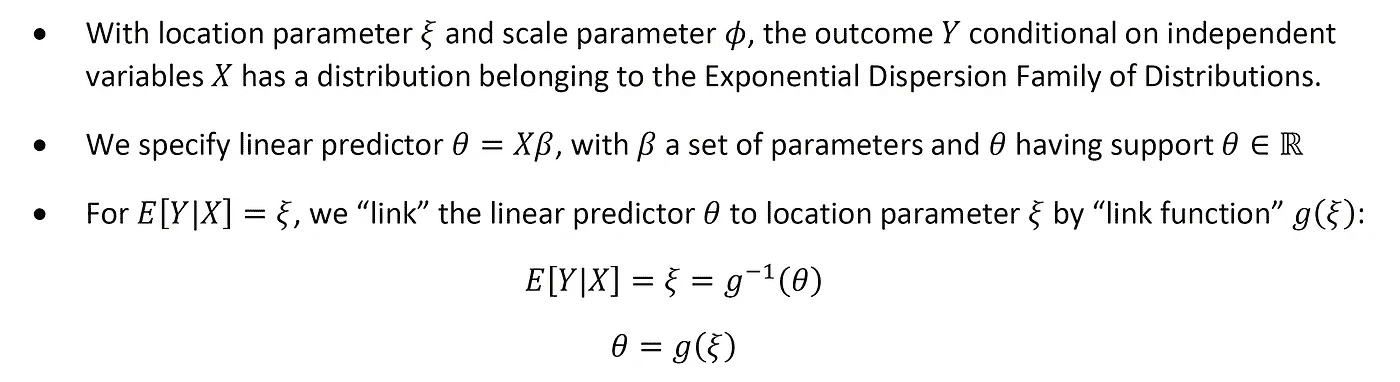 • With location parameter ξ and scale parameter ϕ, the outcome Y conditional on independent
variables X has a distribution belonging to the Exponential Dispersion Family of Distributions.
• We specify linear predictor θ = Xβ, with β a set of parameters and θ having support θ ∈ ℝ
• For E[Y|X] = ξ, we “link” the linear predictor θ to location parameter ξ by “link function” g(ξ):
E[Y|X] = ξ = g⁻¹(θ)
θ = g(ξ)